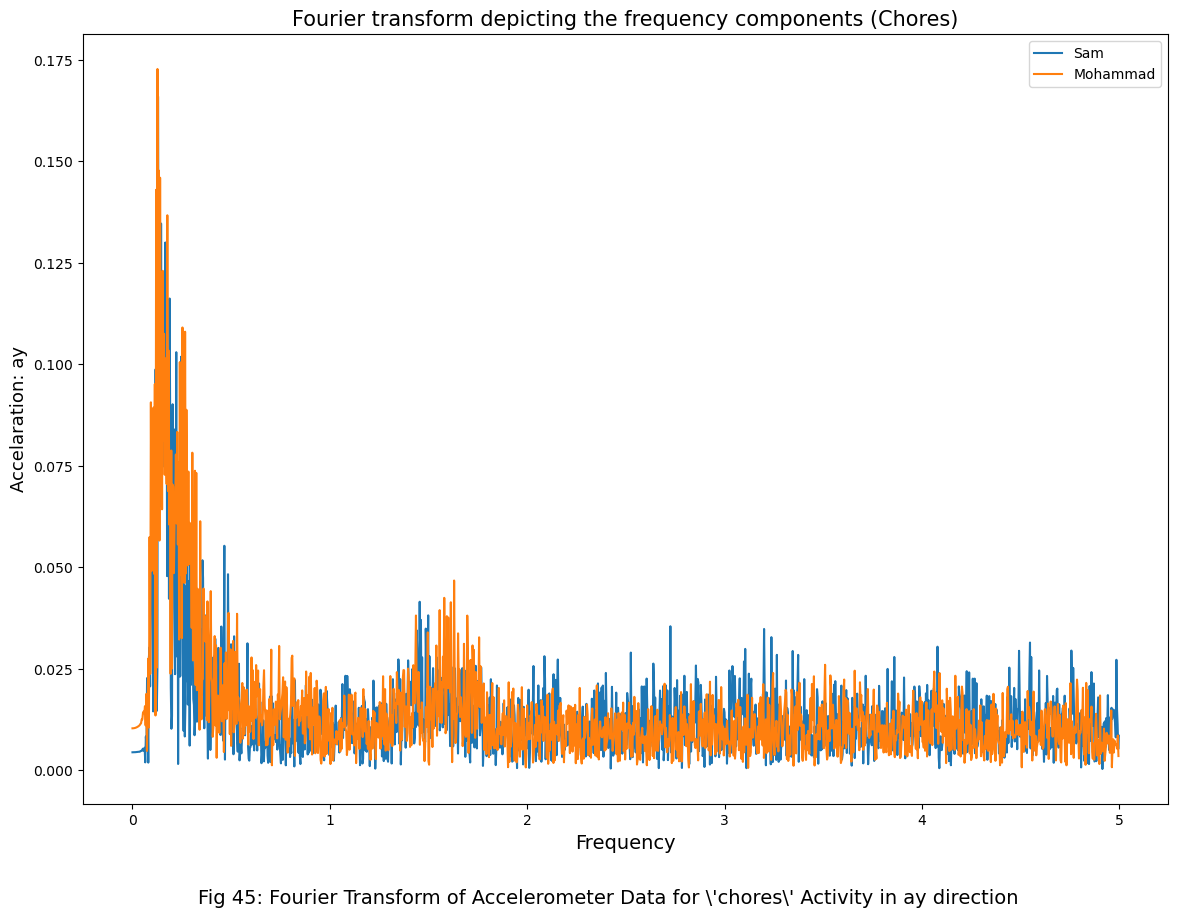 Fourier transform depicting the frequency components (Chores)
Sam
Mohammad
0.175
0.150
0.125
0.100
0.075
0.050
0.025
0.000
Accelaration: ay
0 1 2 3 4 5
Frequency
Fig 45: Fourier Transform of Accelerometer Data for \'chores\' Activity in ay direction